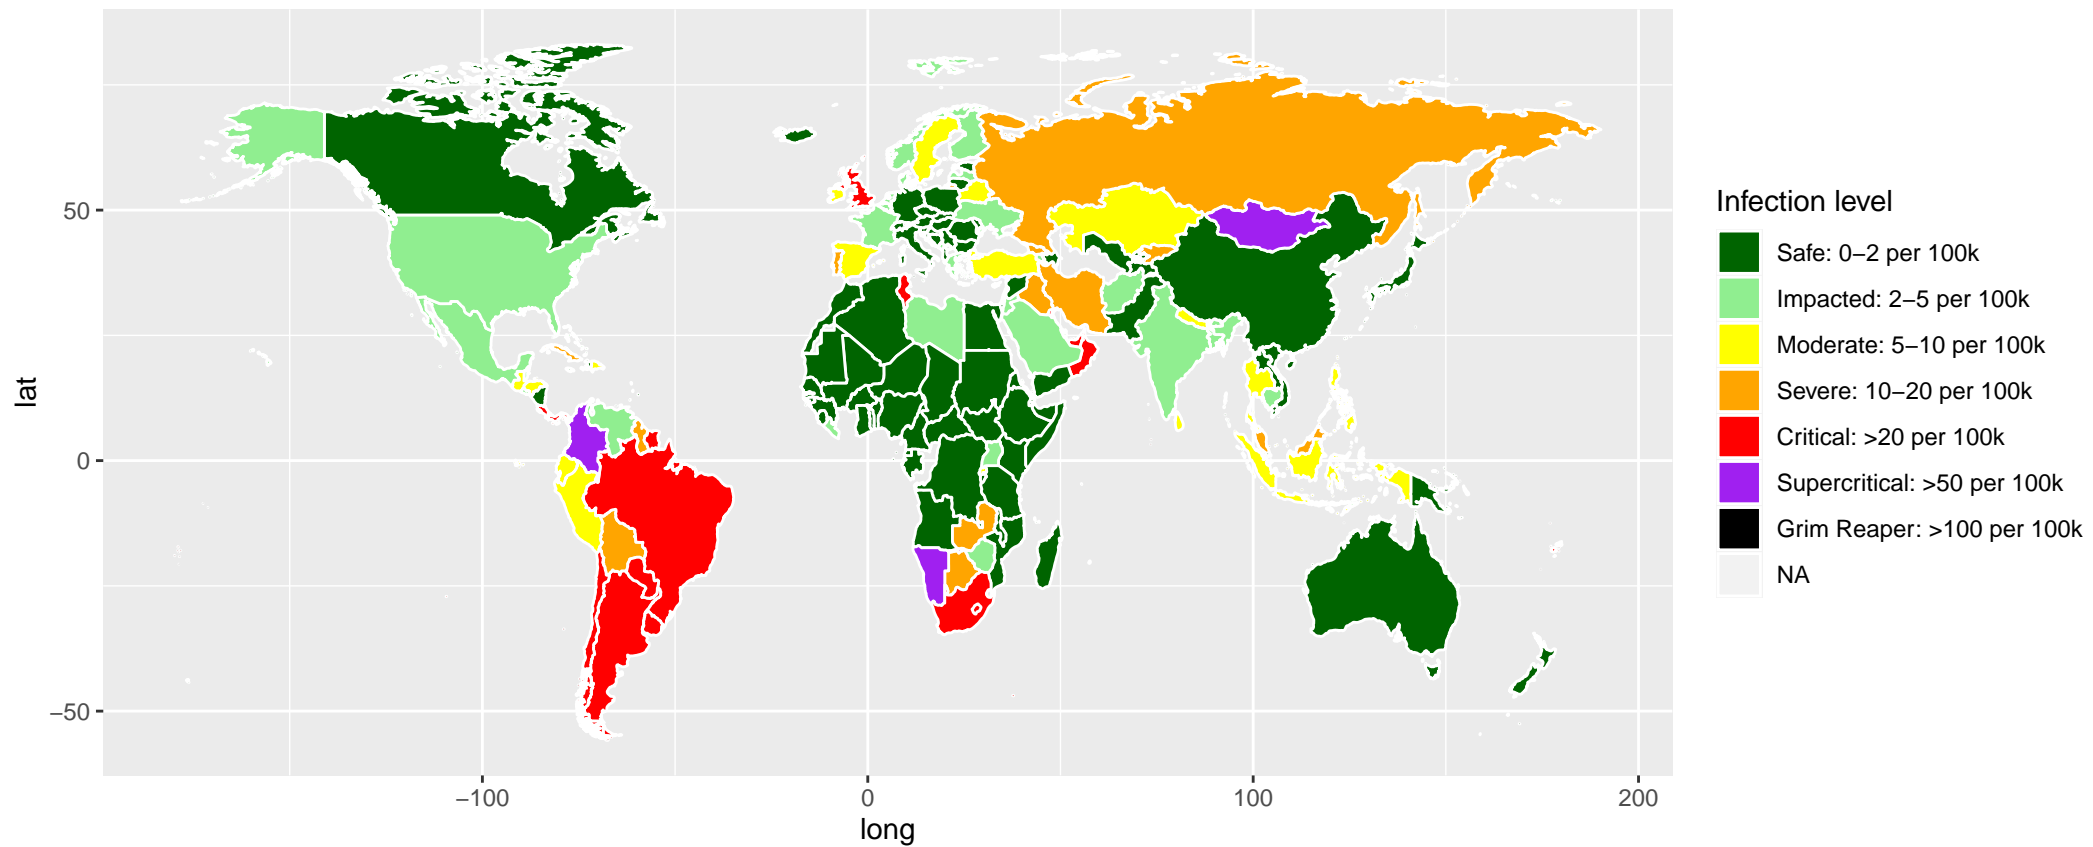 50
0
−50
lat
−100
0
100
200
long
Infection level
Safe: 0−2 per 100k
Impacted: 2−5 per 100k
Moderate: 5−10 per 100k
Severe: 10−20 per 100k
Critical: >20 per 100k
Supercritical: >50 per 100k
Grim Reaper: >100 per 100k
NA